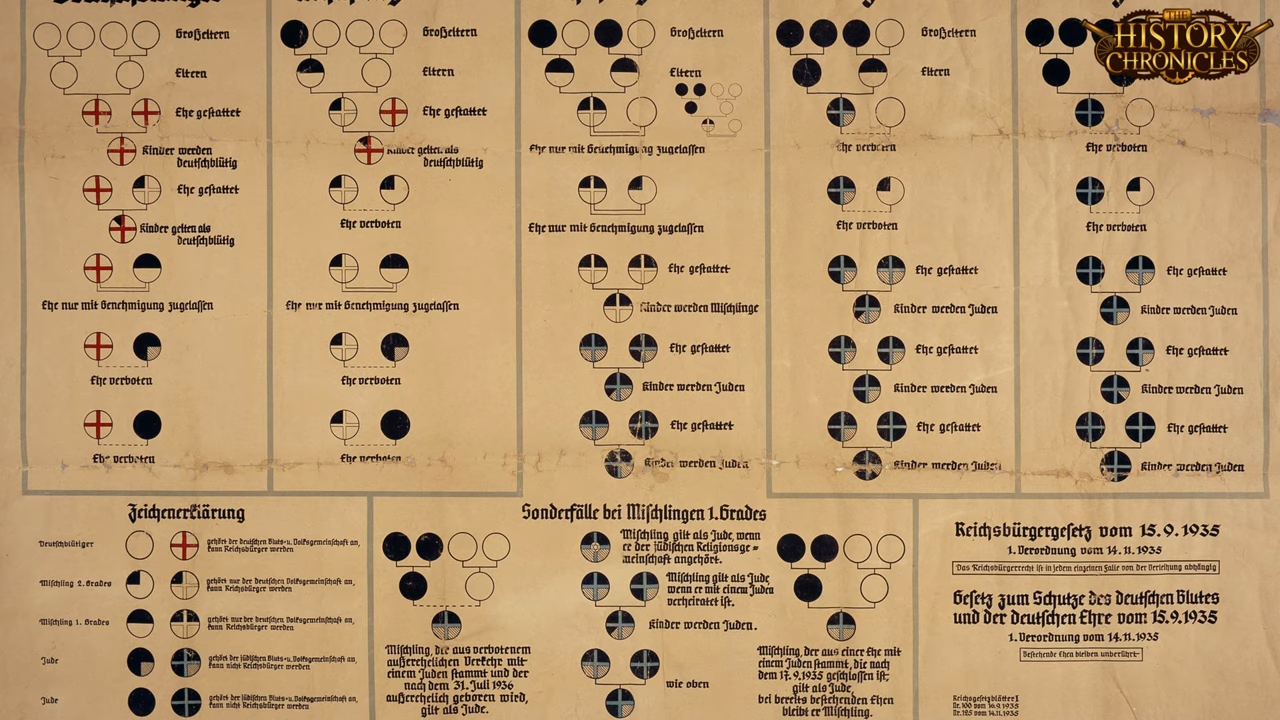 THE
HISTORY
CHRONICLES
Großeltern
Eltern
Ehe gestattet
Kinder werden
deutschblütig
Ehe gestattet
Kinder gelten als
deutschblütig
Ehe nur mit Genehmigung zugelassen
Ehe verboten
Ehe verboten
Großeltern
Eltern
Ehe gestattet
Kinder gelten als
deutschblütig
Ehe verboten
Ehe nur mit Genehmigung zugelassen
Ehe verboten
Ehe verboten
Großeltern
Eltern
Ehe nur mit Genehmigung zugelassen
Ehe nur mit Genehmigung zugelassen
Ehe gestattet
Kinder werden Mischlinge
Ehe gestattet
Kinder werden Juden
Ehe gestattet
Kinder werden Juden
Großeltern
Eltern
Ehe verboten
Ehe verboten
Ehe gestattet
Kinder werden Juden
Ehe gestattet
Kinder werden Juden
Ehe gestattet
Kinder werden Juden
Ehe verboten
Ehe verboten
Ehe gestattet
Kinder werden Juden
Ehe gestattet
Kinder werden Juden
Ehe gestattet
Kinder werden Juden
Zeichenerklärung
Deutschblütiger
gehört der deutschen Bluts=u. Volksgemeinschaft an,
kann Reichsbürger werden
Mischling 2. Grades
gehört nur der deutschen Volksgemeinschaft an,
kann Reichsbürger werden
Mischling 1. Grades
gehört nur der deutschen Volksgemeinschaft an,
kann Reichsbürger werden
Jude
gehört der jüdischen Bluts=u. Volksgemeinschaft an,
kann nicht Reichsbürger werden
Jude
gehört der jüdischen Bluts=u. Volksgemeinschaft an,
kann nicht Reichsbürger werden
Sonderfälle bei Mischlingen 1. Grades
Mischling, der aus verbotenem
außerehelichen Verkehr mit
einem Juden stammt und der
nach dem 31. Juli 1936
außerehelich geboren wird,
gilt als Jude.
Mischling gilt als Jude, wenn
er der jüdischen Religionsge=
meinschaft angehört.
Mischling gilt als Jude,
wenn er mit einem Juden
verheiratet ist.
Kinder werden Juden.
wie oben
Mischling, der aus einer Ehe mit
einem Juden stammt, die nach
dem 17.9.1935 geschlossen ist,
gilt als Jude,
bei bereits bestehenden Ehen
bleibt er Mischling.
Reichsbürgergesetz vom 15.9.1935
1. Verordnung vom 14.11.1935
Das Reichsbürgerrecht ist in jedem einzelnen Falle von der Verleihung abhängig
Gesetz zum Schutze des deutschen Blutes
und der deutschen Ehre vom 15.9.1935
1. Verordnung vom 14.11.1935
Bestehende Ehen bleiben unberührt
Reichsgesetzblätter I
Nr. 100 vom 16.9.1935
Nr. 125 vom 14.11.1935